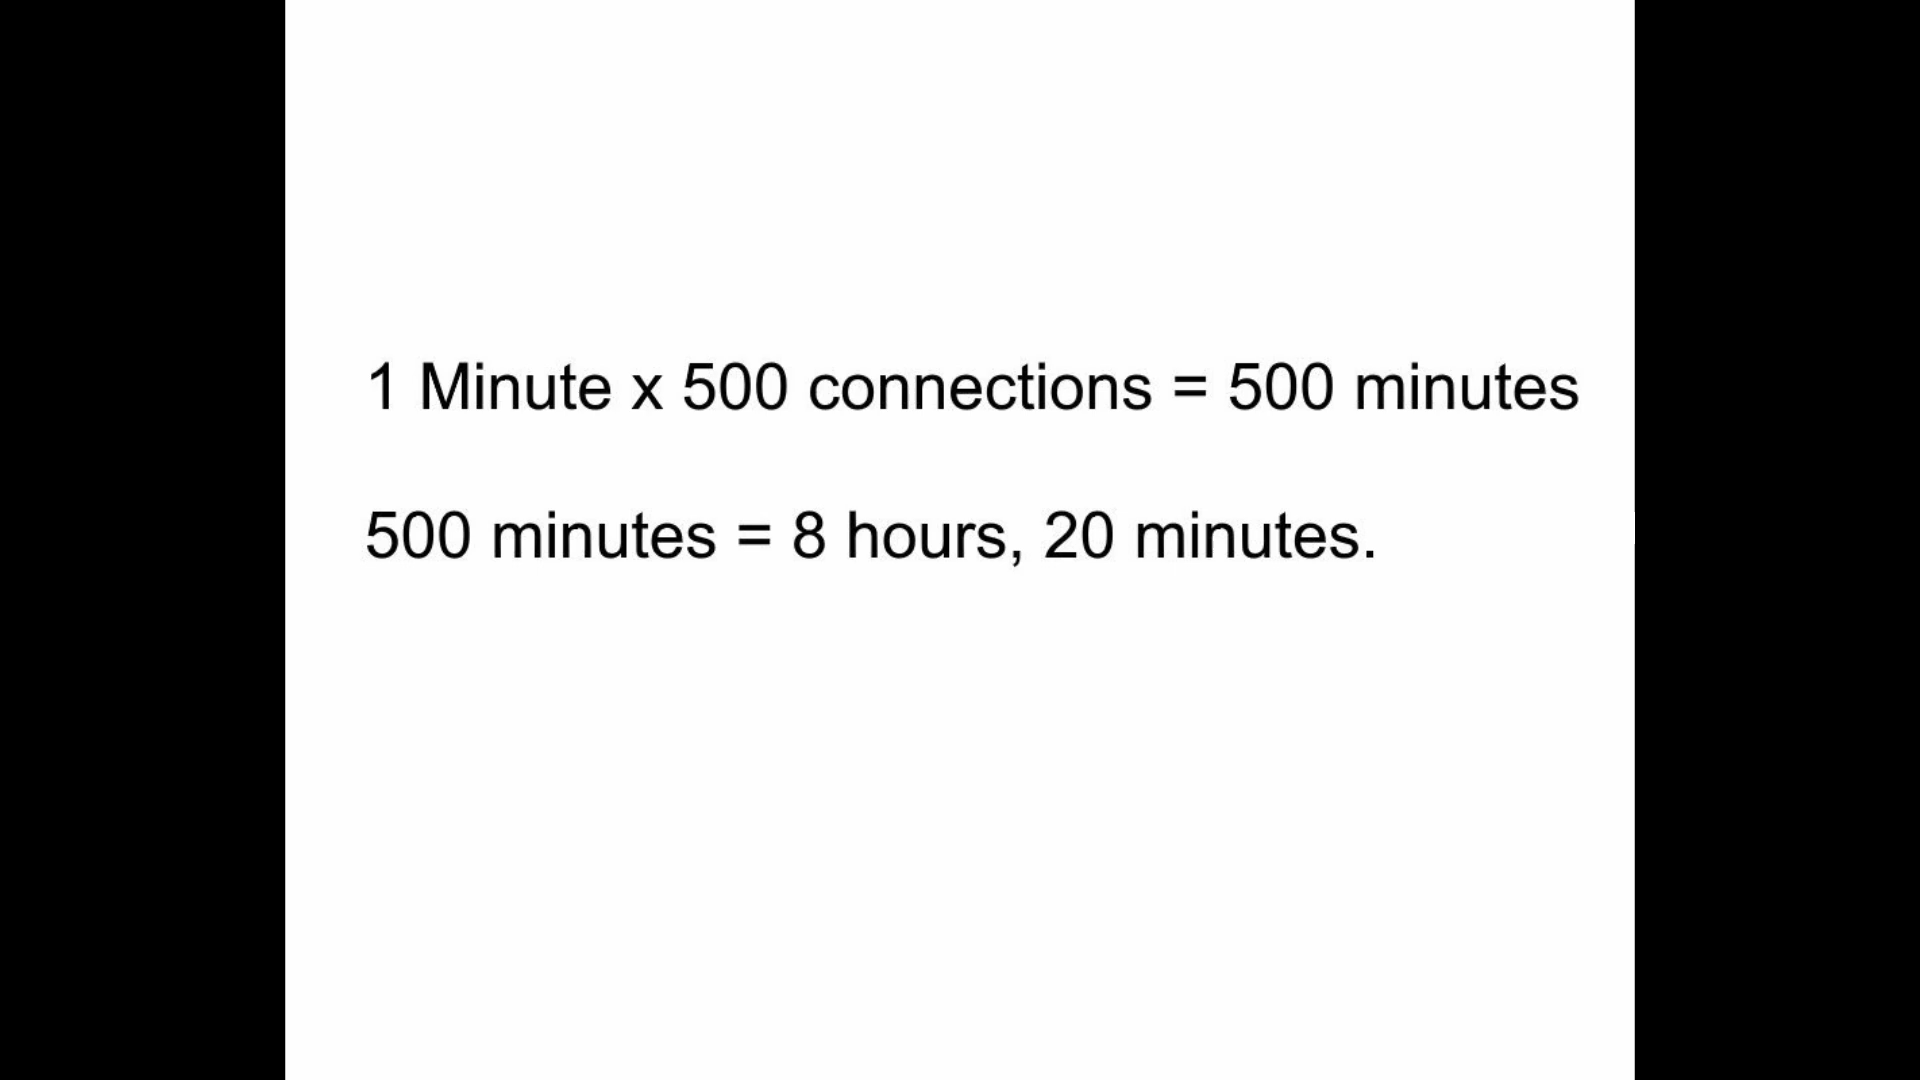 1 Minute x 500 connections = 500 minutes
500 minutes = 8 hours, 20 minutes.